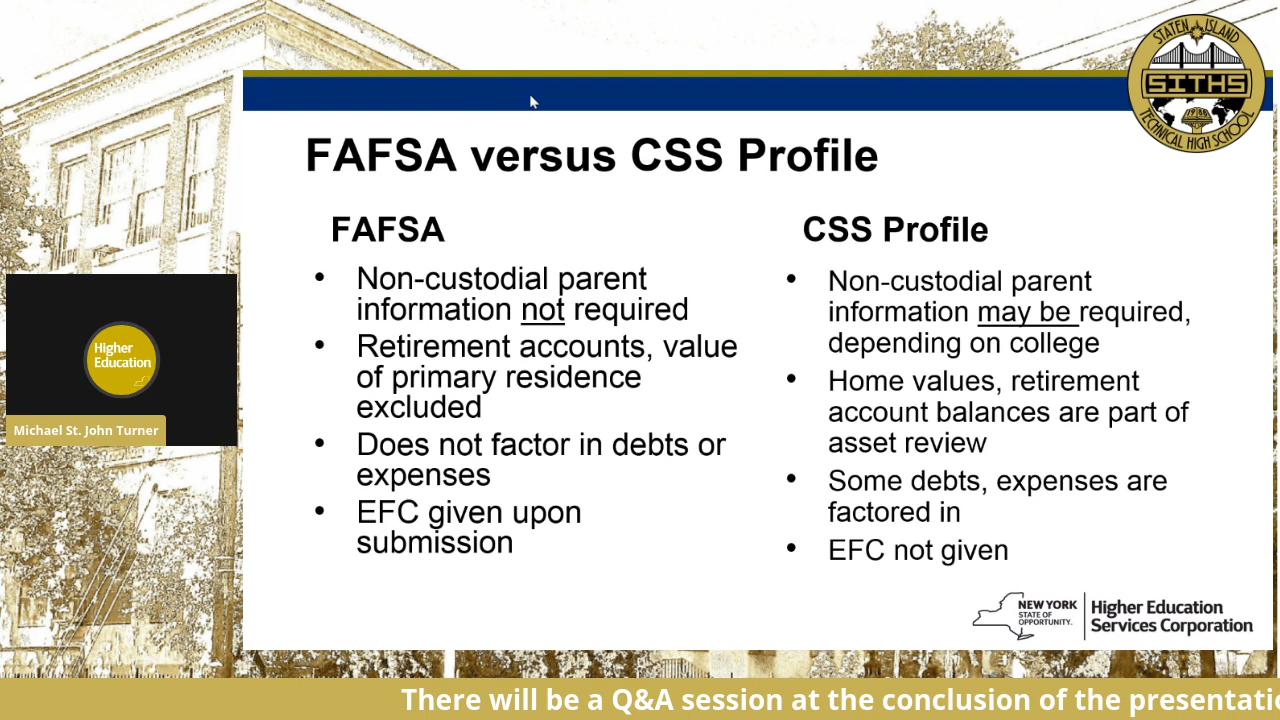 STATEN ISLAND
SITHS
TECHNICAL HIGH SCHOOL
FAFSA versus CSS Profile
FAFSA
• Non-custodial parent
information not required
• Retirement accounts, value
of primary residence
excluded
• Does not factor in debts or
expenses
• EFC given upon
submission
CSS Profile
• Non-custodial parent
information may be required,
depending on college
• Home values, retirement
account balances are part of
asset review
• Some debts, expenses are
factored in
• EFC not given
Higher
Education
Michael St. John Turner
NEW YORK
STATE OF
OPPORTUNITY.
Higher Education
Services Corporation
There will be a Q&A session at the conclusion of the presentatio